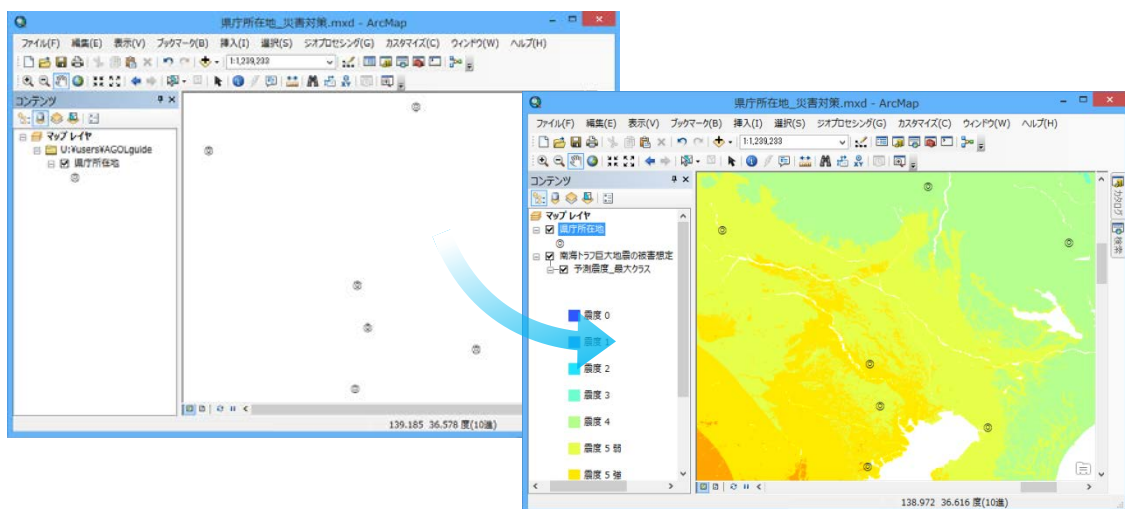 県庁所在地_災害対策.mxd - ArcMap
ファイル(F) 編集(E) 表示(V) ブックマーク(B) 挿入(I) 選択(S) ジオプロセシング(G) カスタマイズ(C) ウィンドウ(W) ヘルプ(H)
1:1,239,233
コンテンツ
マップ レイヤ
U:¥users¥AGOLguide
県庁所在地
139.185 36.578 度(10進)
県庁所在地_災害対策.mxd - ArcMap
ファイル(F) 編集(E) 表示(V) ブックマーク(B) 挿入(I) 選択(S) ジオプロセシング(G) カスタマイズ(C) ウィンドウ(W) ヘルプ(H)
1:1,239,233
コンテンツ
マップ レイヤ
県庁所在地
南海トラフ巨大地震の被害想定
予測震度_最大クラス
震度 0
震度 1
震度 2
震度 3
震度 4
震度 5 弱
震度 5 強
カタログ
検索
138.972 36.616 度(10進)